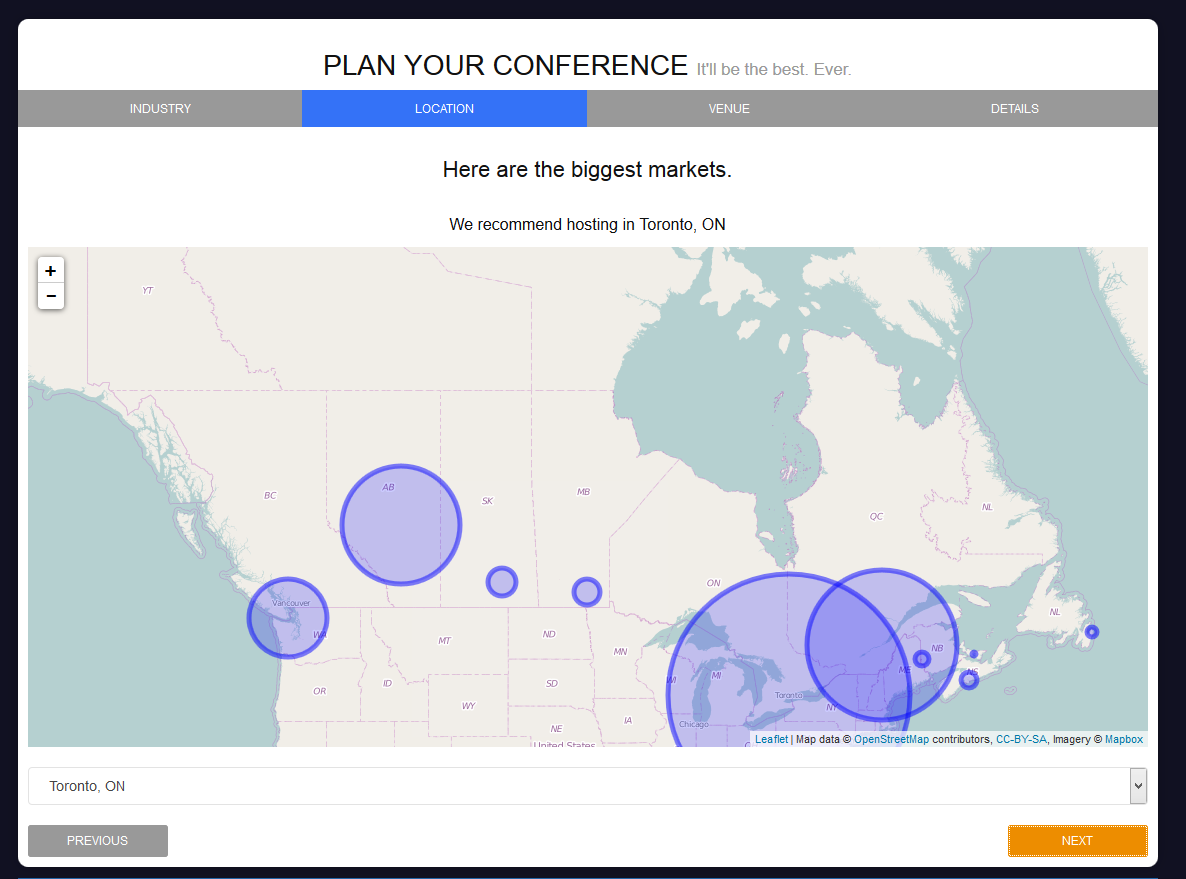 PLAN YOUR CONFERENCE It'll be the best. Ever.
INDUSTRY LOCATION VENUE DETAILS
Here are the biggest markets.
We recommend hosting in Toronto, ON
+
−
YT
AB
MB
BC
SK
NL
QC
ON
Vancouver
NL
WA
ND
MT
NB
MN
ME
NS
WI
MI
ID
SD
OR
Toronto
WY
NY
IA
Chicago
NE
United States
Leaflet | Map data © OpenStreetMap contributors, CC-BY-SA, Imagery © Mapbox
Toronto, ON
PREVIOUS NEXT